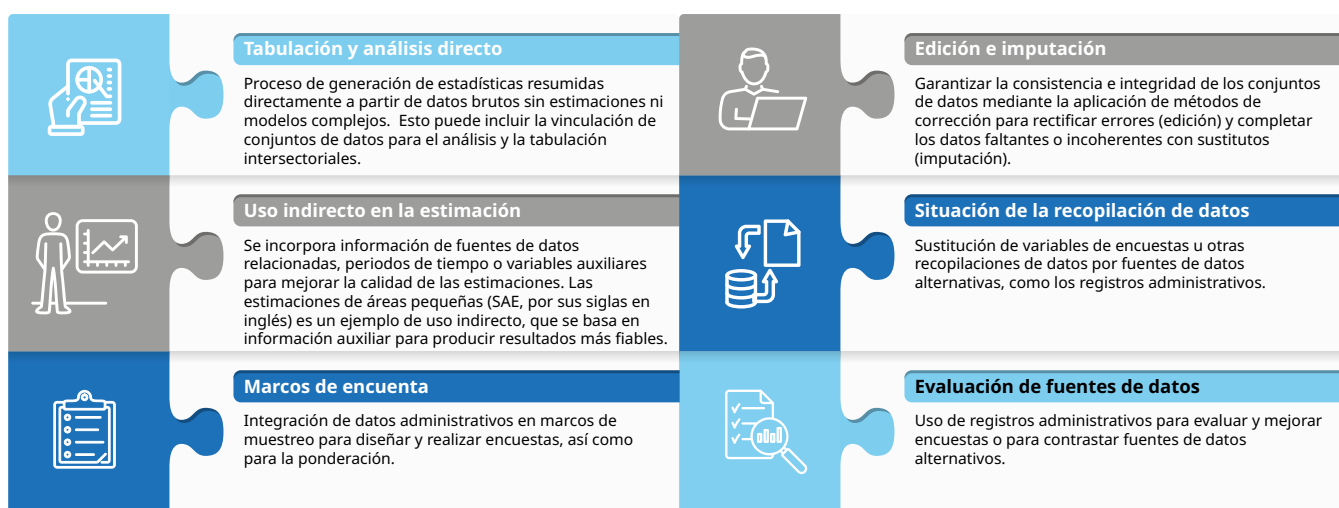 Tabulación y análisis directo
Proceso de generación de estadísticas resumidas
directamente a partir de datos brutos sin estimaciones ni
modelos complejos.  Esto puede incluir la vinculación de
conjuntos de datos para el análisis y la tabulación
intersectoriales.
Edición e imputación
Garantizar la consistencia e integridad de los conjuntos
de datos mediante la aplicación de métodos de
corrección para rectificar errores (edición) y completar
los datos faltantes o incoherentes con sustitutos
(imputación).
Uso indirecto en la estimación
Se incorpora información de fuentes de datos
relacionadas, periodos de tiempo o variables auxiliares
para mejorar la calidad de las estimaciones. Las
estimaciones de áreas pequeñas (SAE, por sus siglas en
inglés) es un ejemplo de uso indirecto, que se basa en
información auxiliar para producir resultados más fiables.
Situación de la recopilación de datos
Sustitución de variables de encuestas u otras
recopilaciones de datos por fuentes de datos
alternativas, como los registros administrativos.
Marcos de encuenta
Integración de datos administrativos en marcos de
muestreo para diseñar y realizar encuestas, así como
para la ponderación.
Evaluación de fuentes de datos
Uso de registros administrativos para evaluar y mejorar
encuestas o para contrastar fuentes de datos
alternativos.